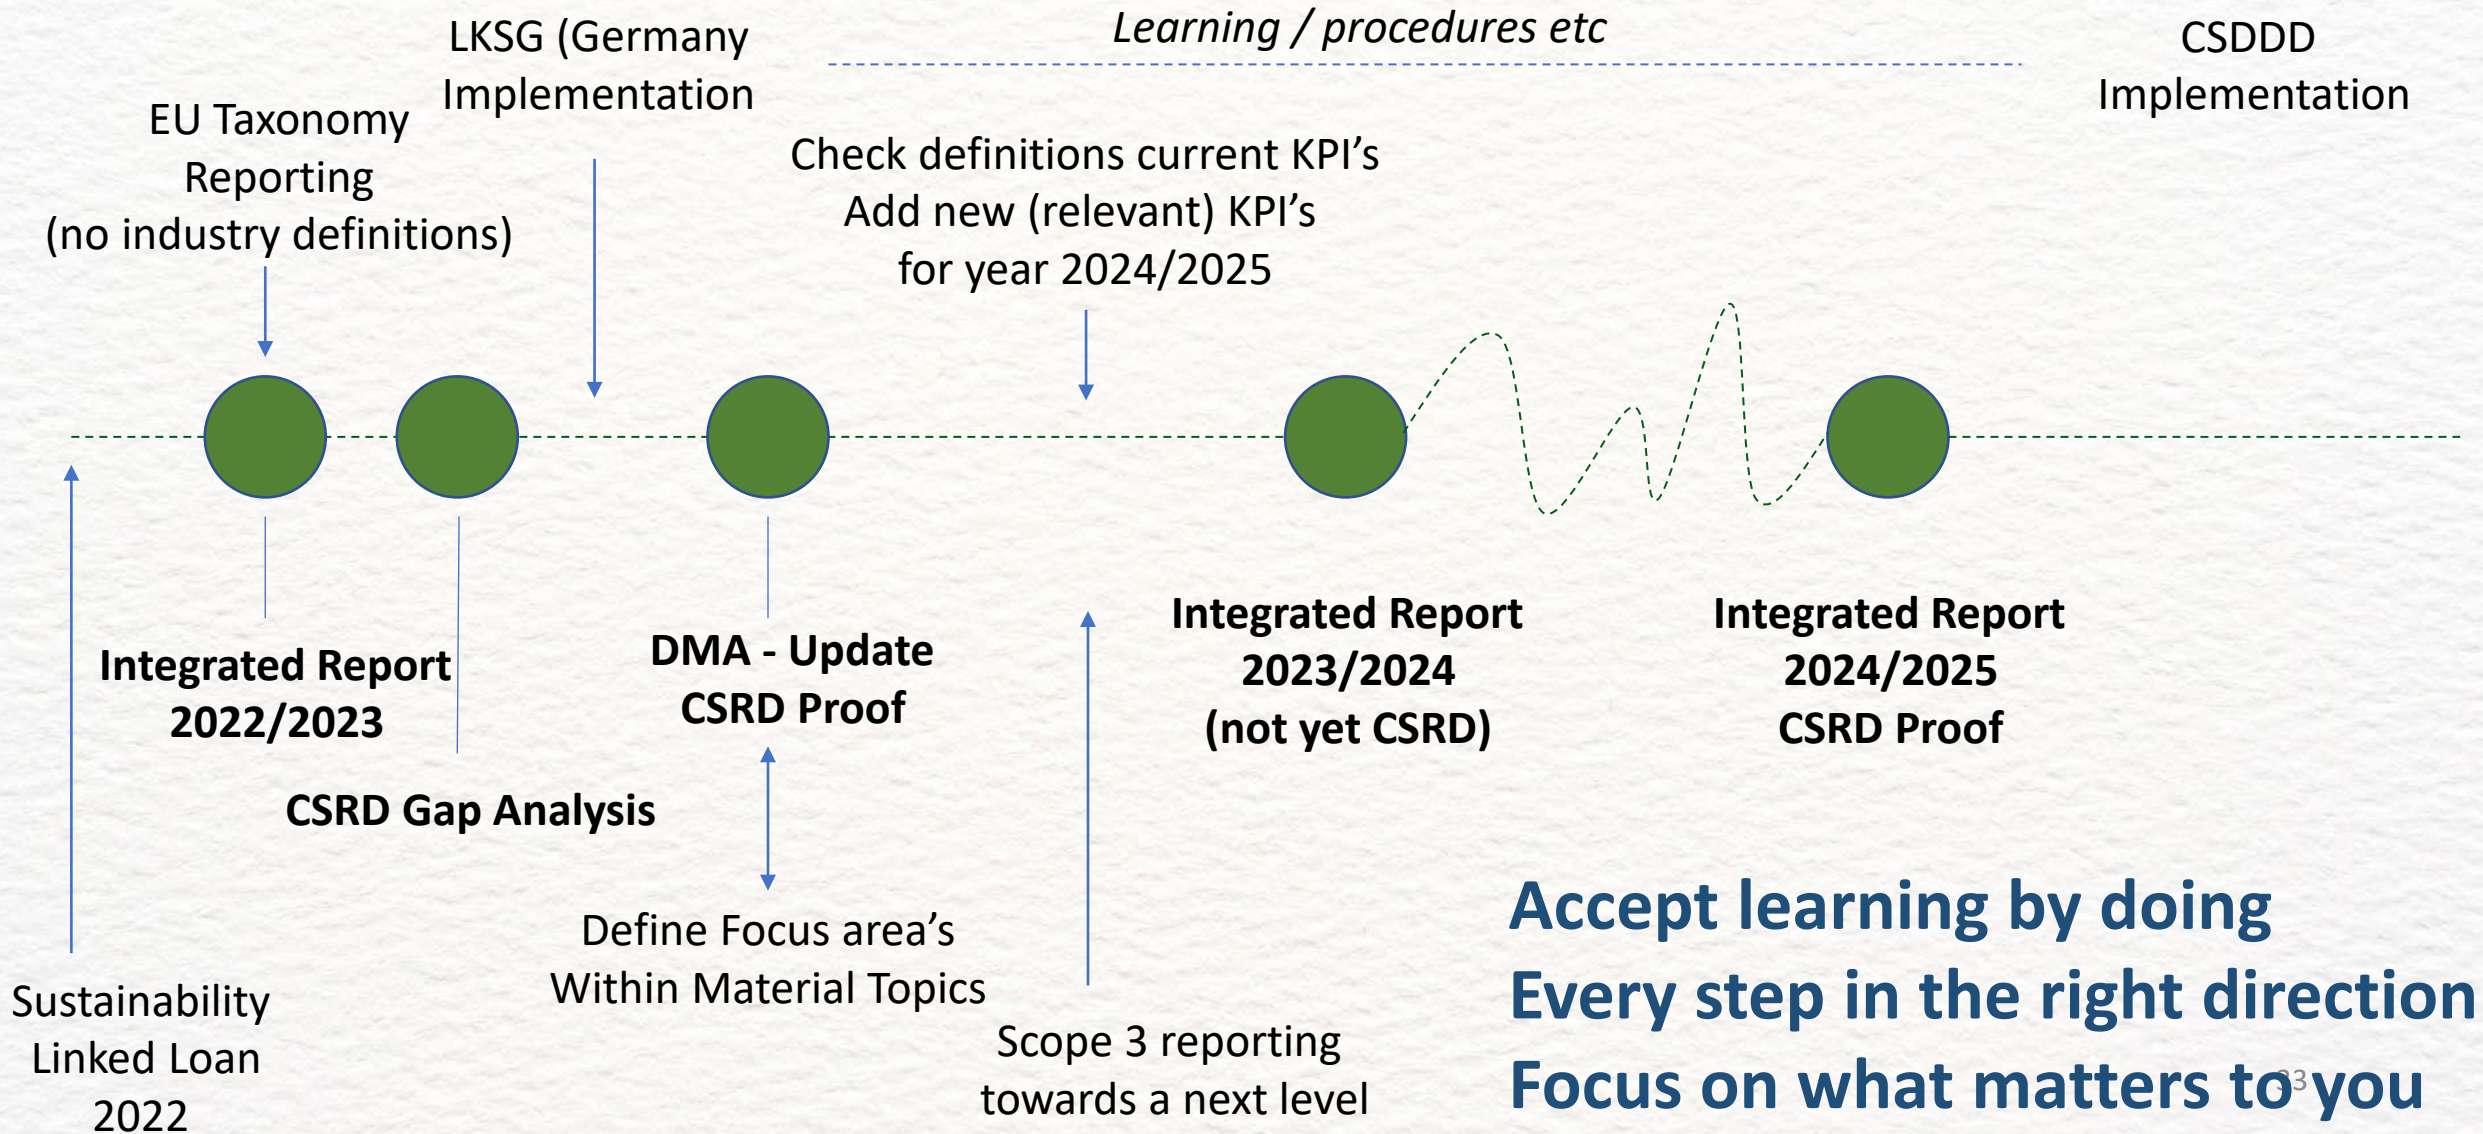 LKSG (Germany
Implementation
Learning / procedures etc
CSDDD
Implementation
EU Taxonomy
Reporting
(no industry definitions)
Check definitions current KPI’s
Add new (relevant) KPI’s
for year 2024/2025
Integrated Report
2022/2023
CSRD Gap Analysis
DMA - Update
CSRD Proof
Integrated Report
2023/2024
(not yet CSRD)
Integrated Report
2024/2025
CSRD Proof
Define Focus area’s
Within Material Topics
Sustainability
Linked Loan
2022
Scope 3 reporting
towards a next level
Accept learning by doing
Every step in the right direction
Focus on what matters to you
33